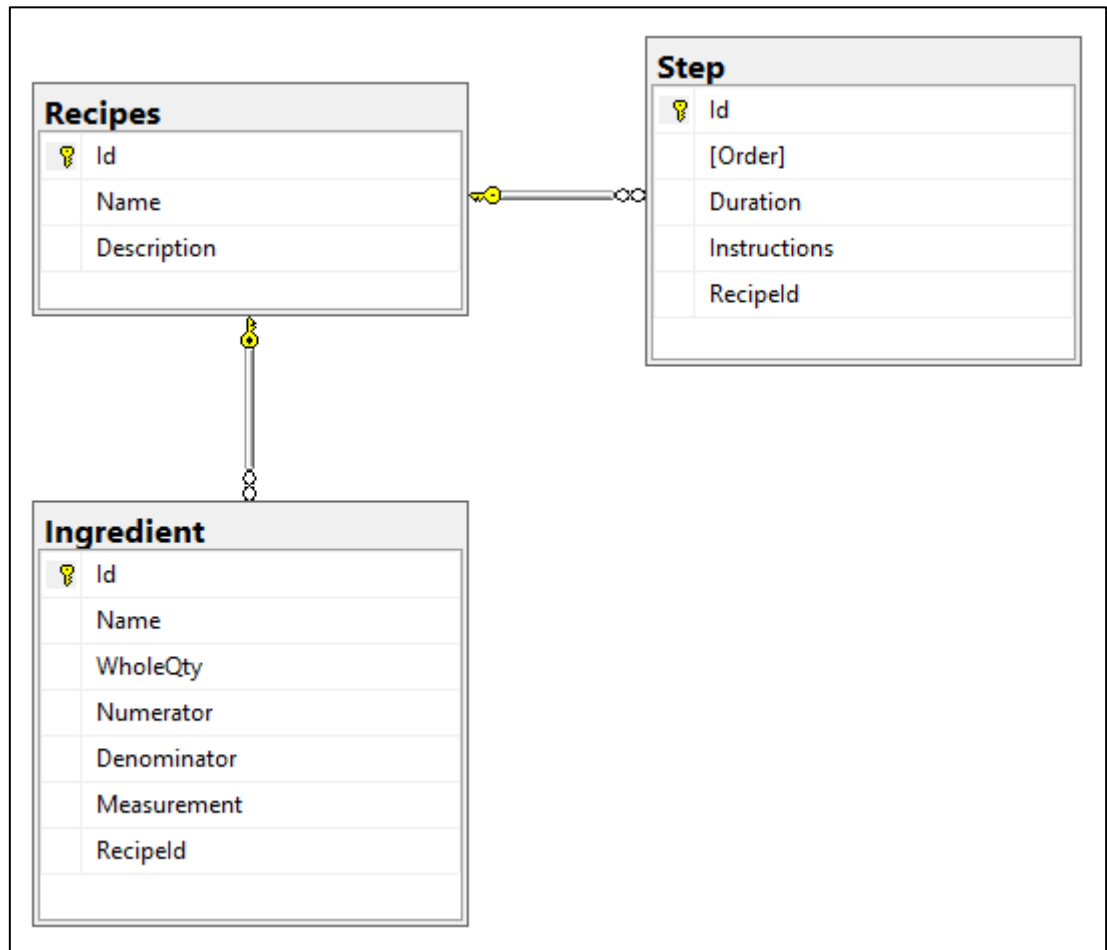 Recipes
Id
Name
Description
Step
Id
[Order]
Duration
Instructions
RecipeId
Ingredient
Id
Name
WholeQty
Numerator
Denominator
Measurement
RecipeId